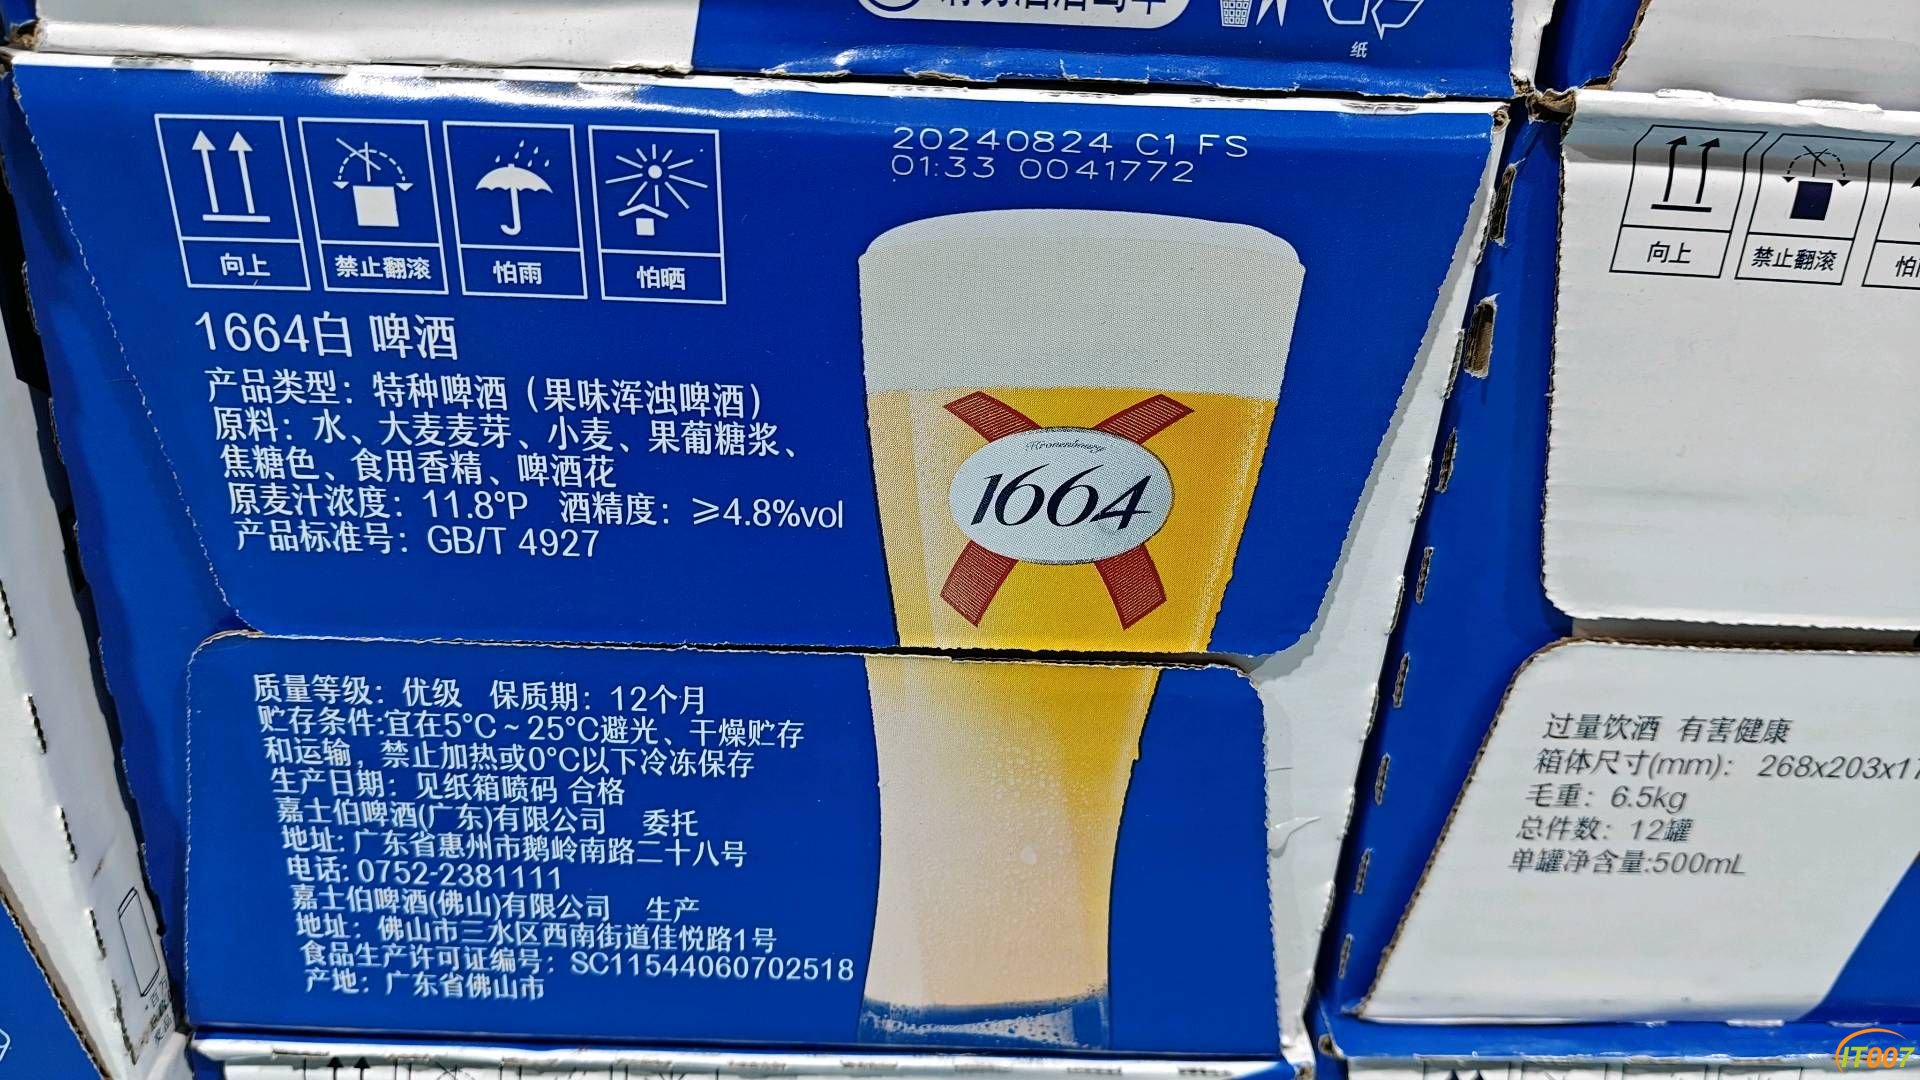 纸
20240824 C1 FS
01:33 0041772
向上
禁止翻滚
怕雨
怕晒
1664白 啤酒
产品类型：特种啤酒（果味浑浊啤酒）
原料：水、大麦麦芽、小麦、果葡糖浆、
焦糖色、食用香精、啤酒花
原麦汁浓度：11.8°P 酒精度：≥4.8%vol
产品标准号：GB/T 4927
Kronenbourg
1664
质量等级：优级 保质期：12个月
贮存条件:宜在5°C~25°C避光、干燥贮存
和运输，禁止加热或0°C以下冷冻保存
生产日期：见纸箱喷码 合格
嘉士伯啤酒(广东)有限公司 委托
地址：广东省惠州市鹅岭南路二十八号
电话: 0752-2381111
嘉士伯啤酒(佛山)有限公司 生产
地址：佛山市三水区西南街道佳悦路1号
食品生产许可证编号：SC11544060702518
产地：广东省佛山市
向上
禁止翻滚
怕
过量饮酒 有害健康
箱体尺寸(mm)： 268x203x17
毛重：6.5kg
总件数：12罐
单罐净含量:500mL
IT007